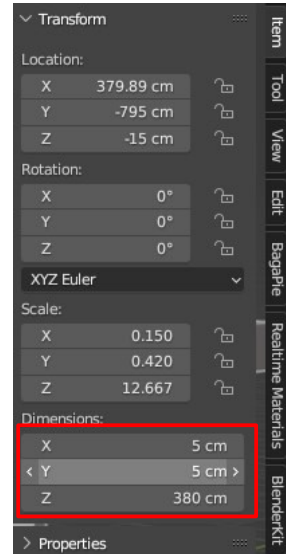 Transform
Location:
X 379.89 cm
Y -795 cm
Z -15 cm
Rotation:
X 0°
Y 0°
Z 0°
XYZ Euler
Scale:
X 0.150
Y 0.420
Z 12.667
Dimensions:
X 5 cm
Y 5 cm
Z 380 cm
Properties
Item
Tool
View
Edit
BagaPie
Realtime Materials
BlenderKit